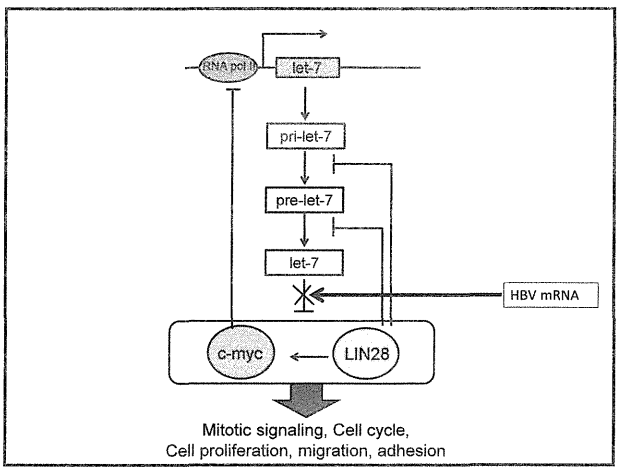 RNA pol II
let-7
pri-let-7
pre-let-7
let-7
HBV mRNA
c-myc
LIN28
Mitotic signaling, Cell cycle,
Cell proliferation, migration, adhesion